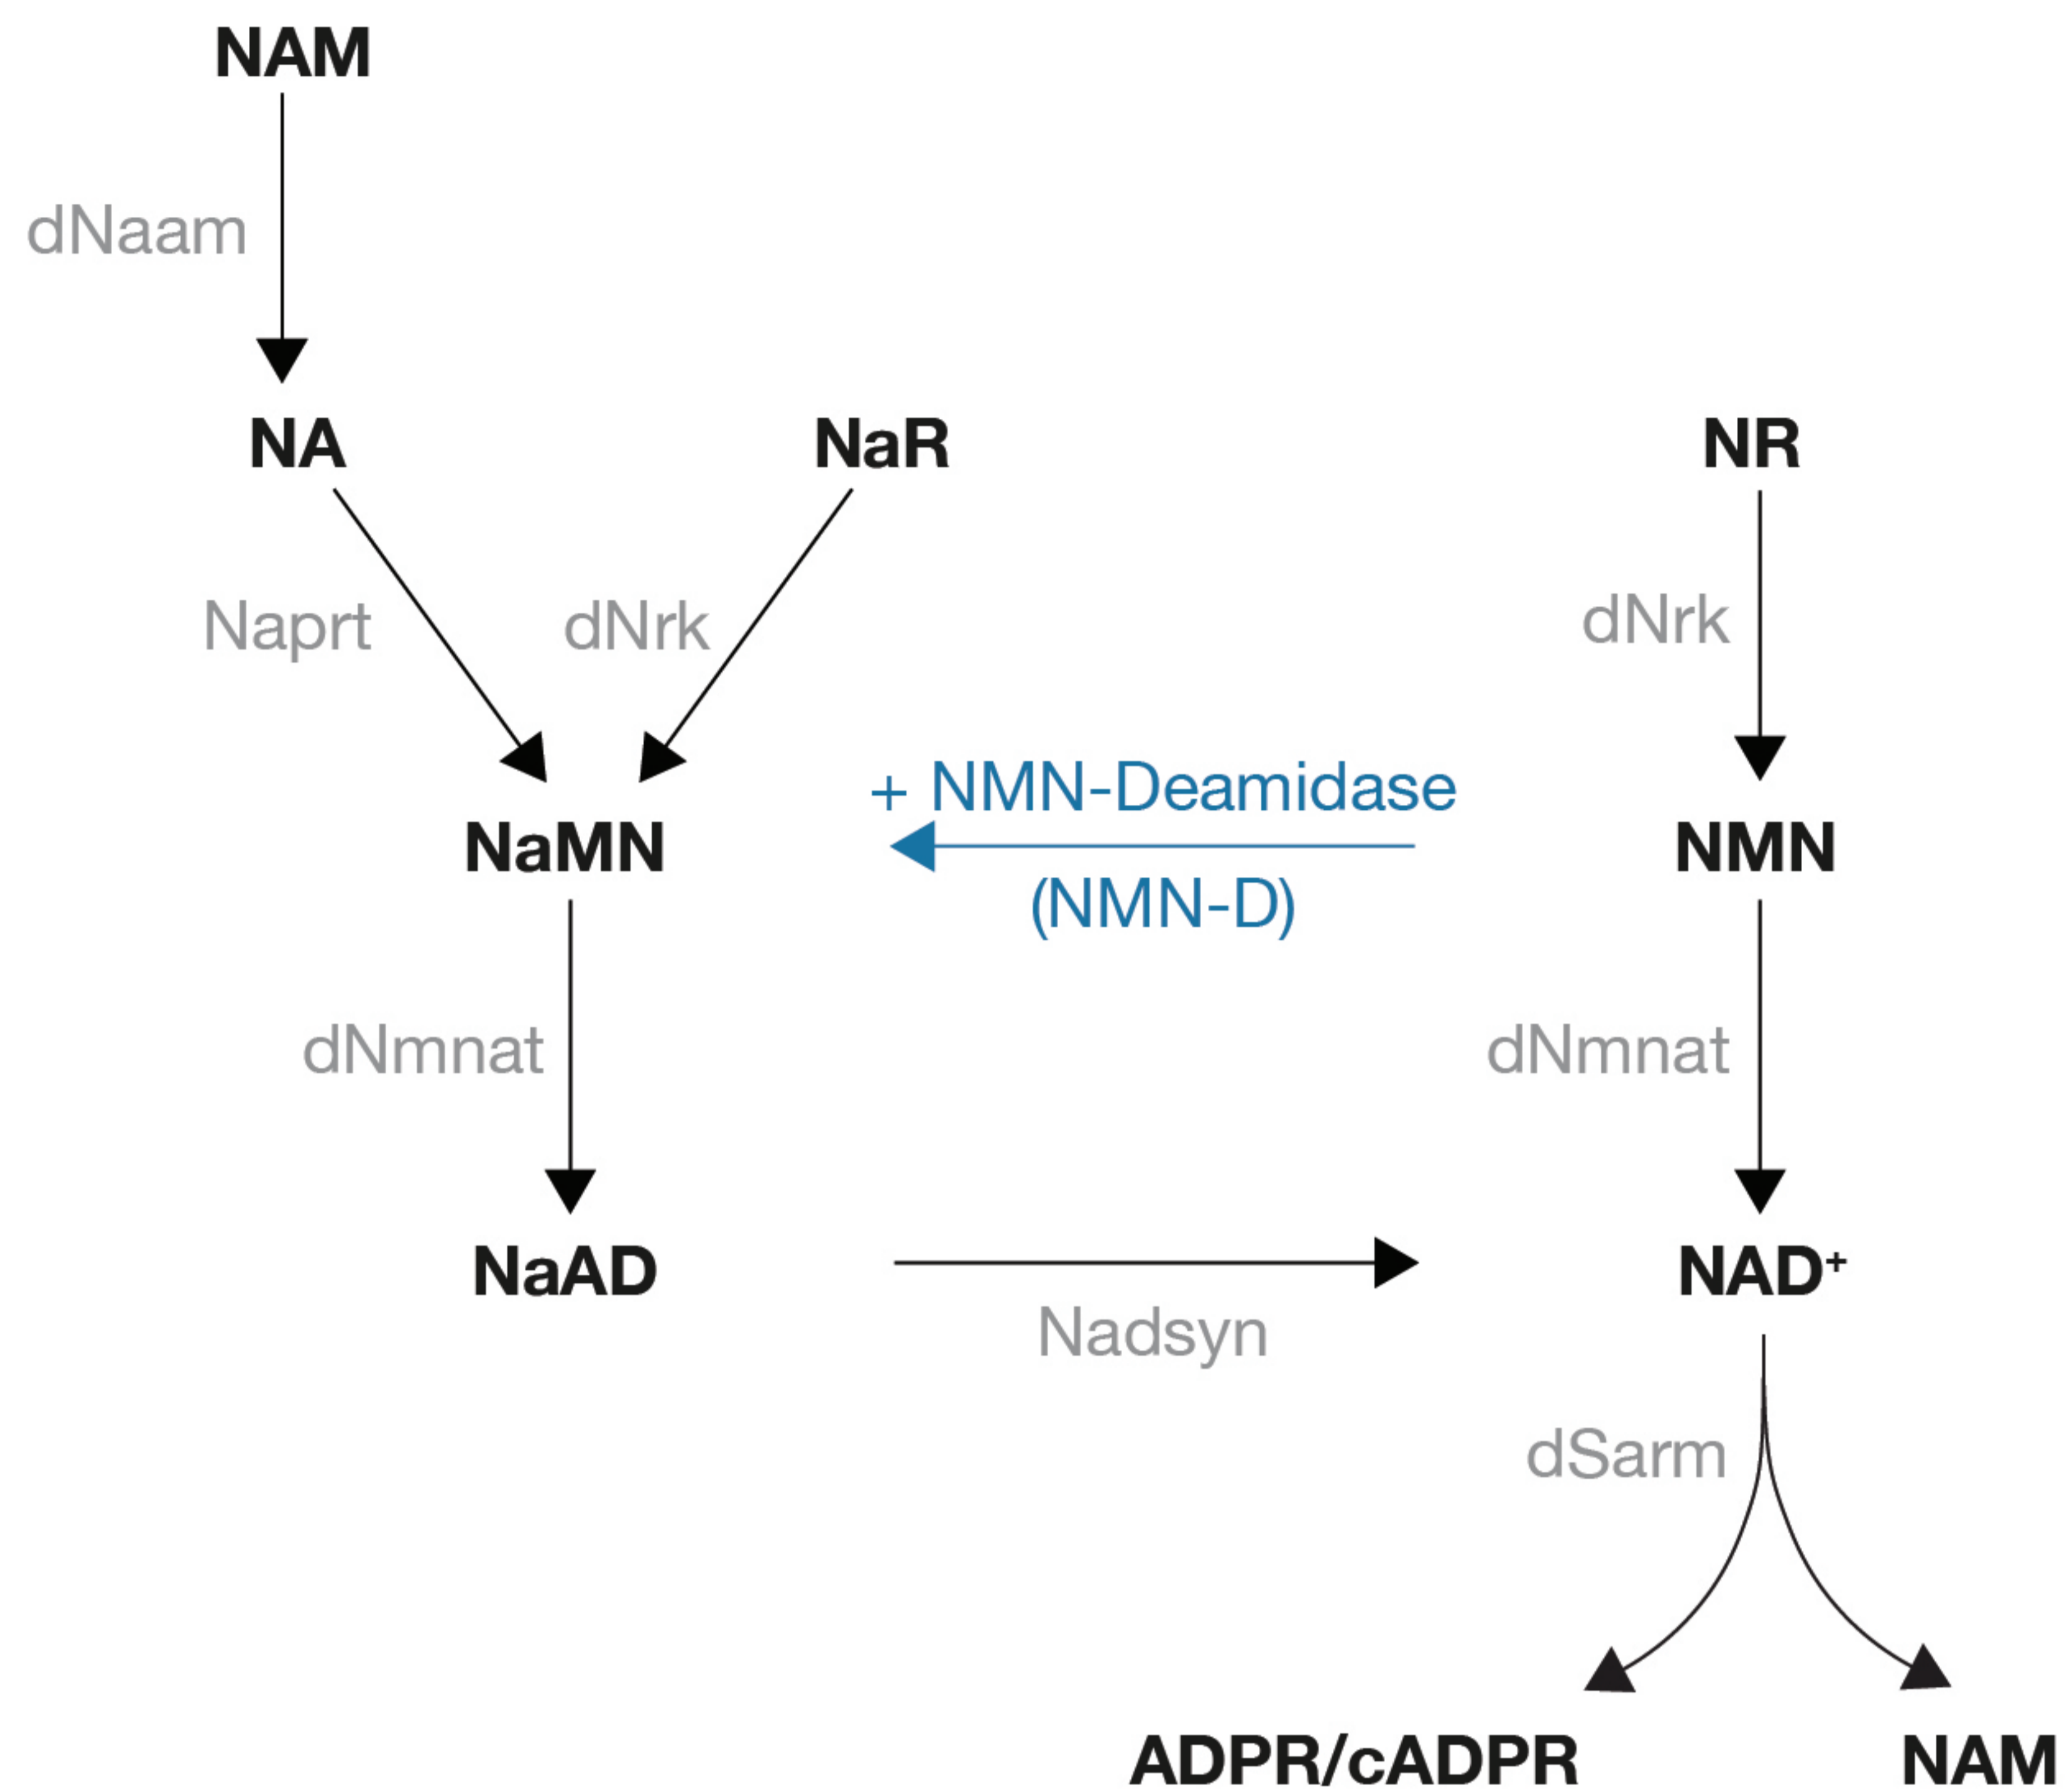 NAM
dNaam
NA
NaR
NR
Naprt
dNrk
dNrk
+ NMN-Deamidase
(NMN-D)
NaMN
NMN
dNmnat
dNmnat
NaAD
Nadsyn
NAD⁺
dSarm
ADPR/cADPR
NAM